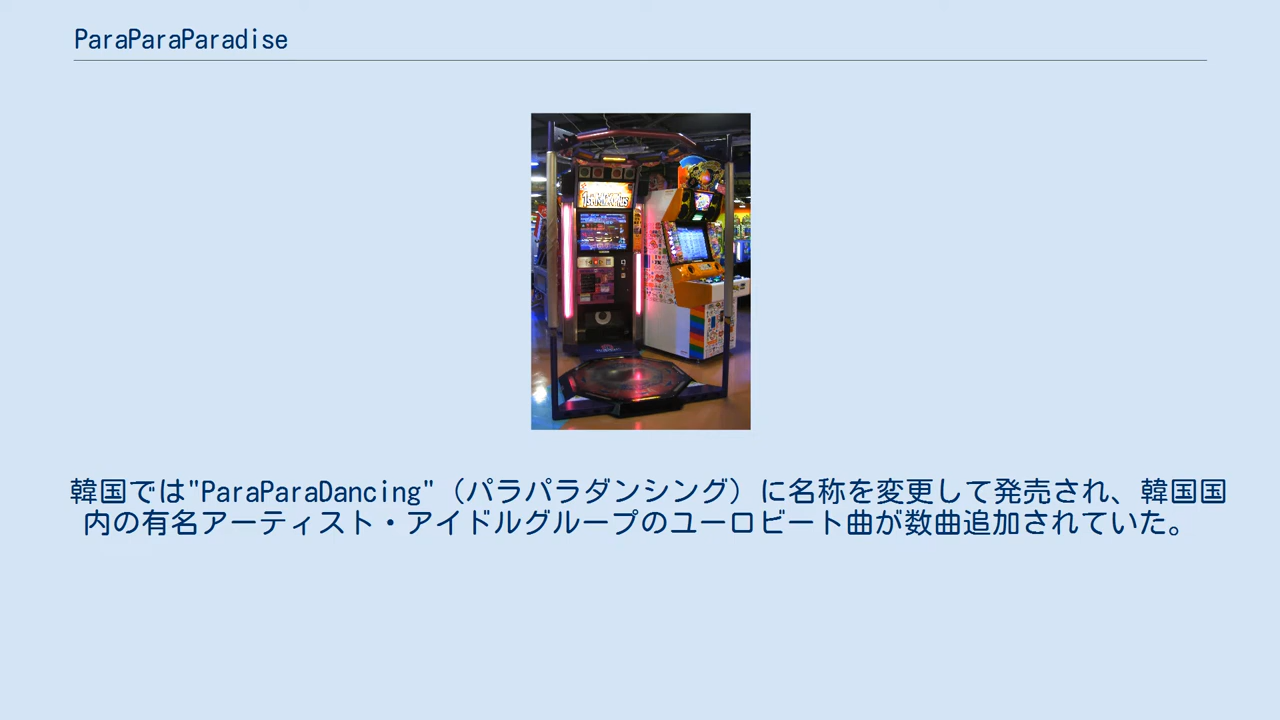 ParaParaParadise
韓国では"ParaParaDancing"（パラパラダンシング）に名称を変更して発売され、韓国国
内の有名アーティスト・アイドルグループのユーロビート曲が数曲追加されていた。